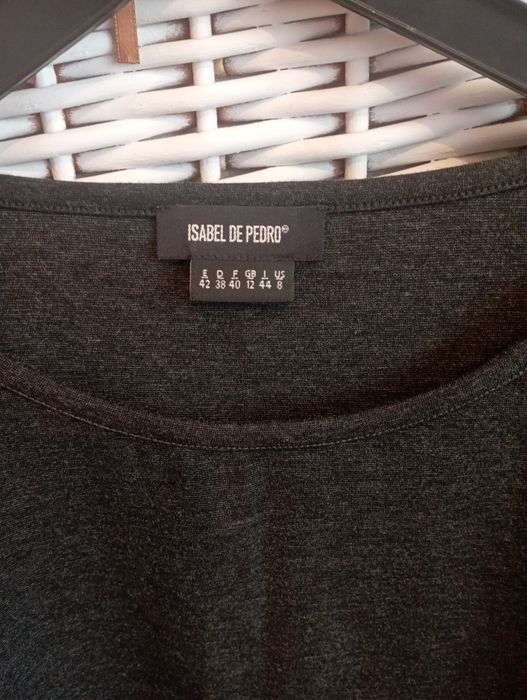 ISABEL DE PEDRO
E D F GB I US
42 38 40 12 44 8